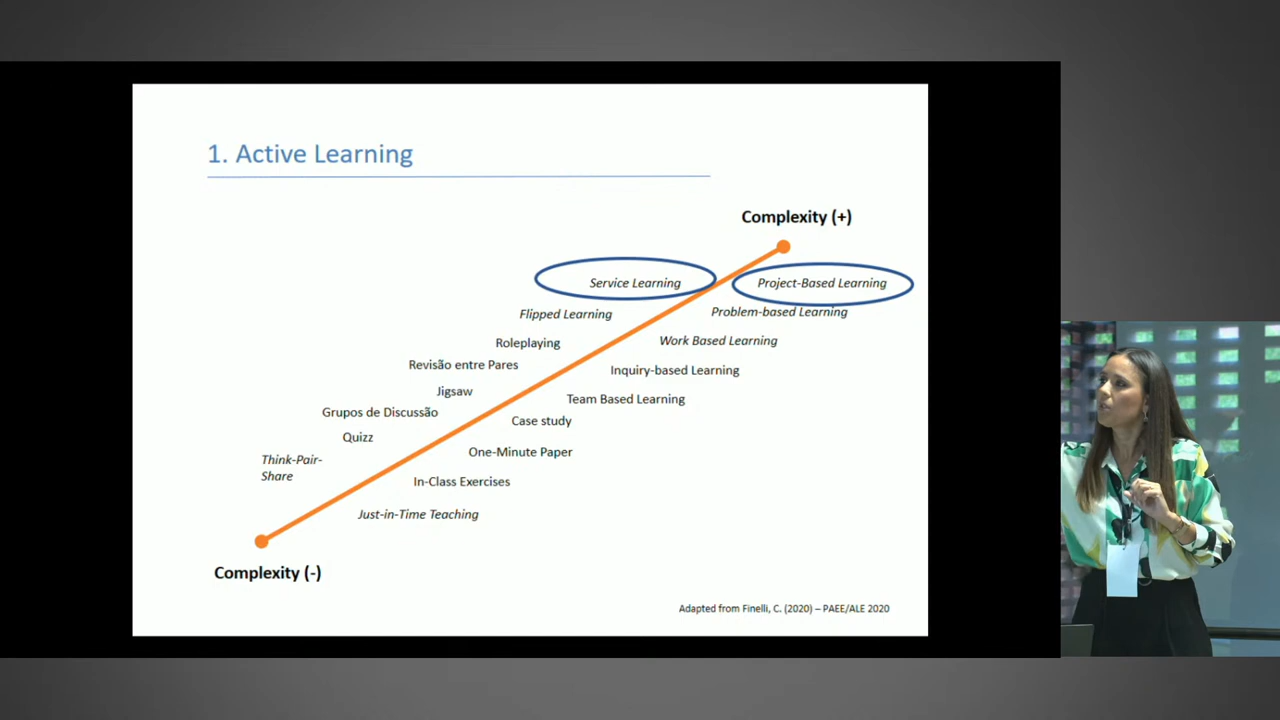 1. Active Learning
Complexity (+)
Service Learning
Project-Based Learning
Flipped Learning
Problem-based Learning
Roleplaying
Work Based Learning
Revisão entre Pares
Inquiry-based Learning
Jigsaw
Team Based Learning
Grupos de Discussão
Case study
Quizz
One-Minute Paper
Think-Pair-
Share
In-Class Exercises
Just-in-Time Teaching
Complexity (-)
Adapted from Finelli, C. (2020) – PAEE/ALE 2020